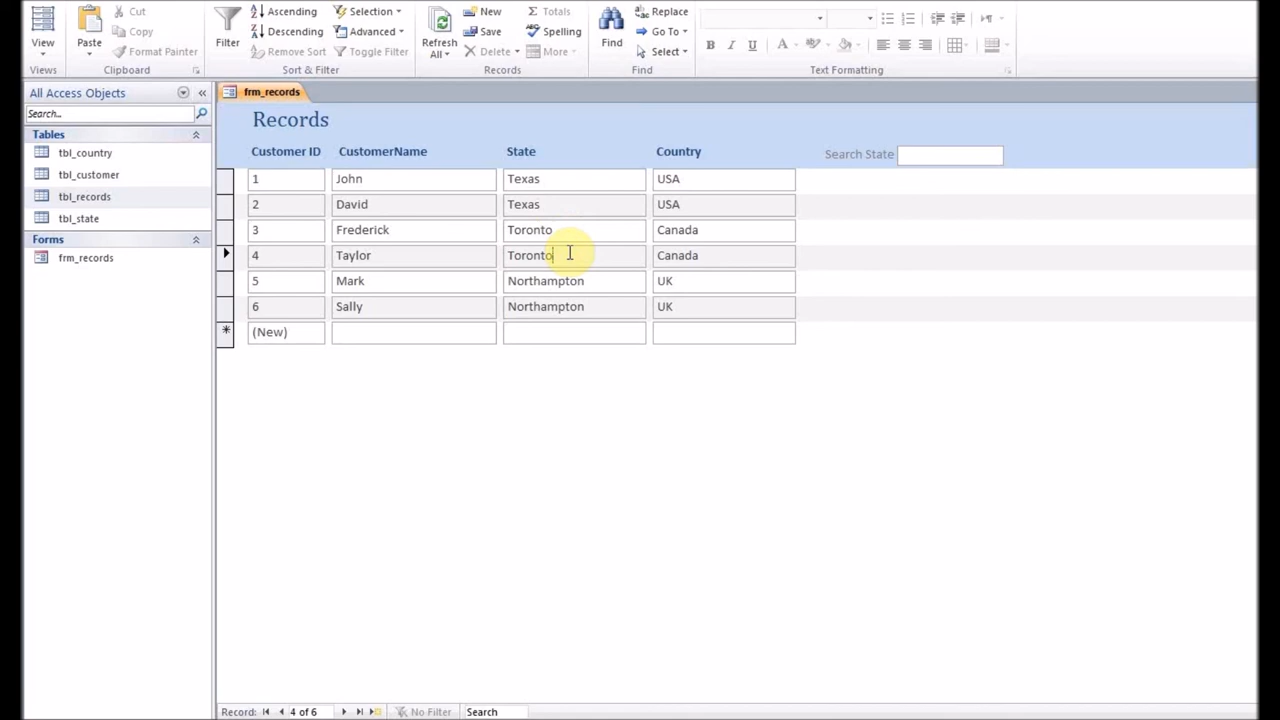 Cut
Copy
Format Painter
View
Paste
Views
Clipboard
Filter
Ascending
Descending
Remove Sort
Selection
Advanced
Toggle Filter
Sort & Filter
Refresh
All
New
Save
Delete
Totals
Spelling
More
Records
Find
Replace
Go To
Select
Find
B I U A
Text Formatting
All Access Objects
Search...
Tables
tbl_country
tbl_customer
tbl_records
tbl_state
Forms
frm_records
frm_records
Records
Customer ID CustomerName State Country Search State
1 John Texas USA
2 David Texas USA
3 Frederick Toronto Canada
4 Taylor Toronto Canada
5 Mark Northampton UK
6 Sally Northampton UK
* (New)
Record: 4 of 6 No Filter Search